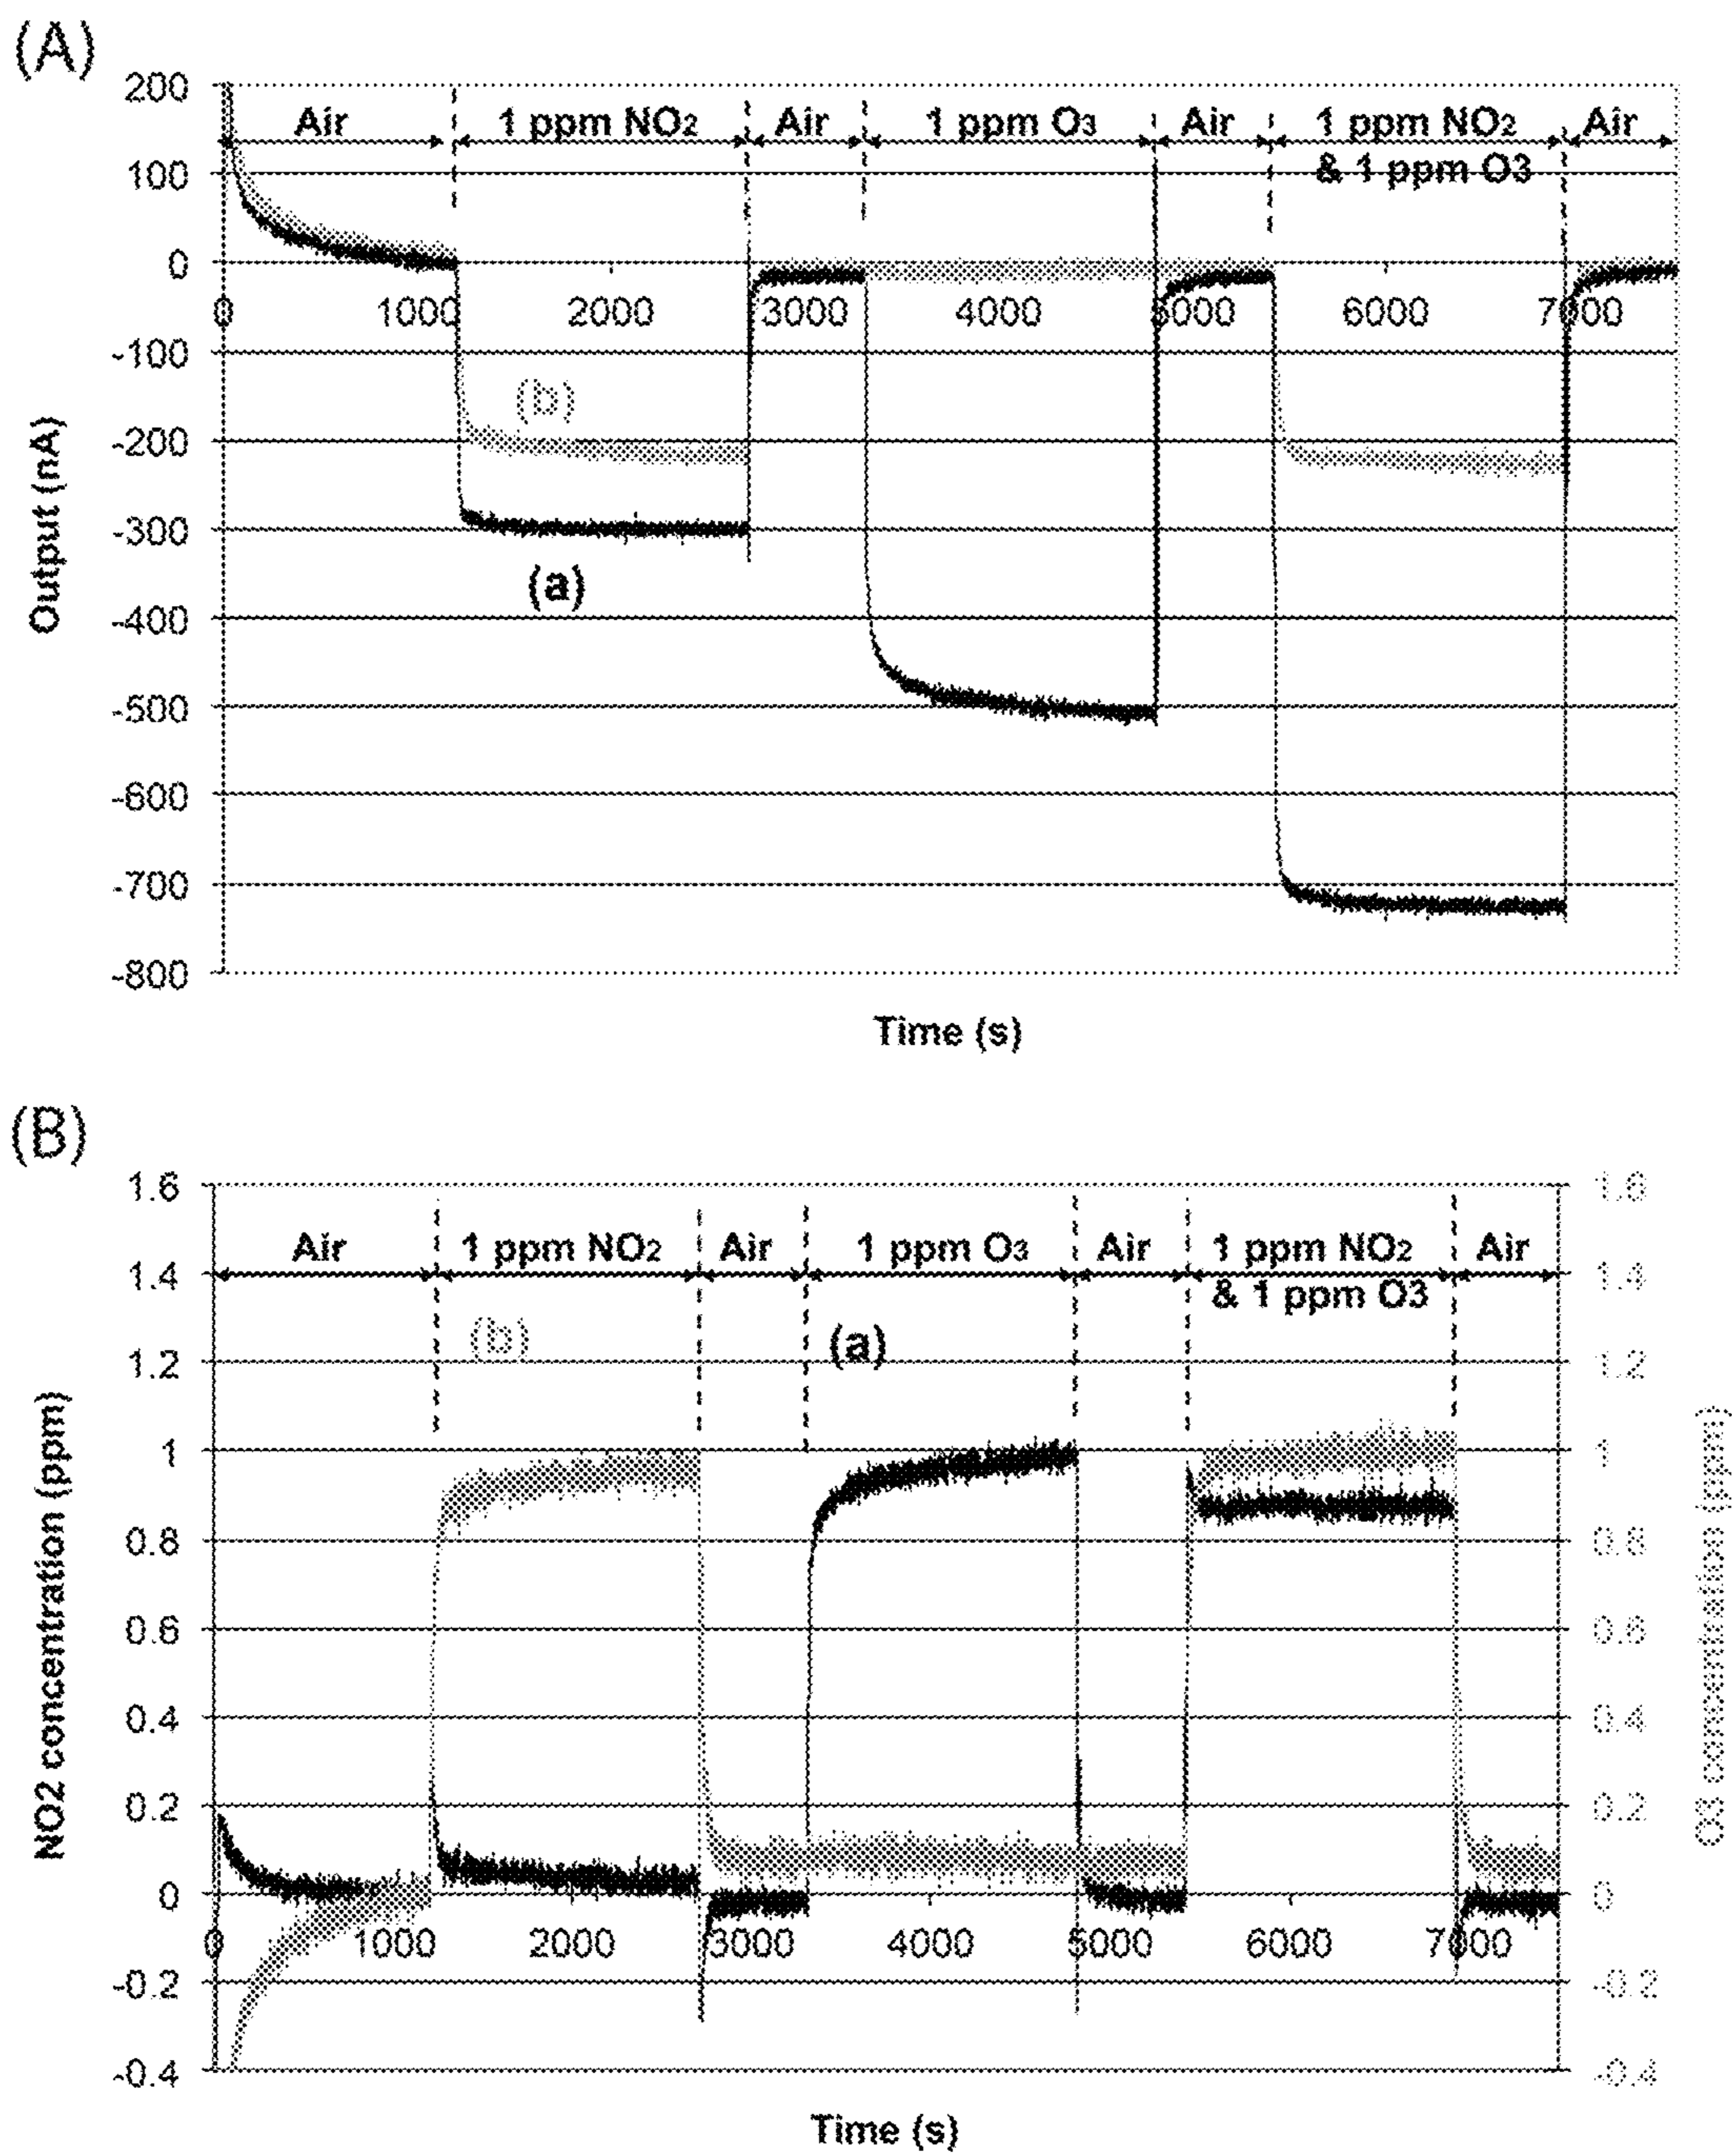 (A)
200
Air
1 ppm NO2
Air
1 ppm O3
Air
1 ppm NO2
Air
100
& 1 ppm O3
0
0
1000
2000
3000
4000
5000
6000
7000
-100
(b)
-200
-300
(a)
-400
-500
-600
-700
-800
Output (nA)
Time (s)
(B)
1.6
1.6
Air
1 ppm NO2
Air
1 ppm O3
Air
1 ppm NO2
Air
1.4
& 1 ppm O3
1.4
(b)
(a)
1.2
1.2
1
1
0.8
0.8
0.6
0.6
0.4
0.4
0.2
0.2
0
0
0
1000
2000
3000
4000
5000
6000
7000
-0.2
-0.2
-0.4
-0.4
NO2 concentration (ppm)
concentration (ppm)
Time (s)